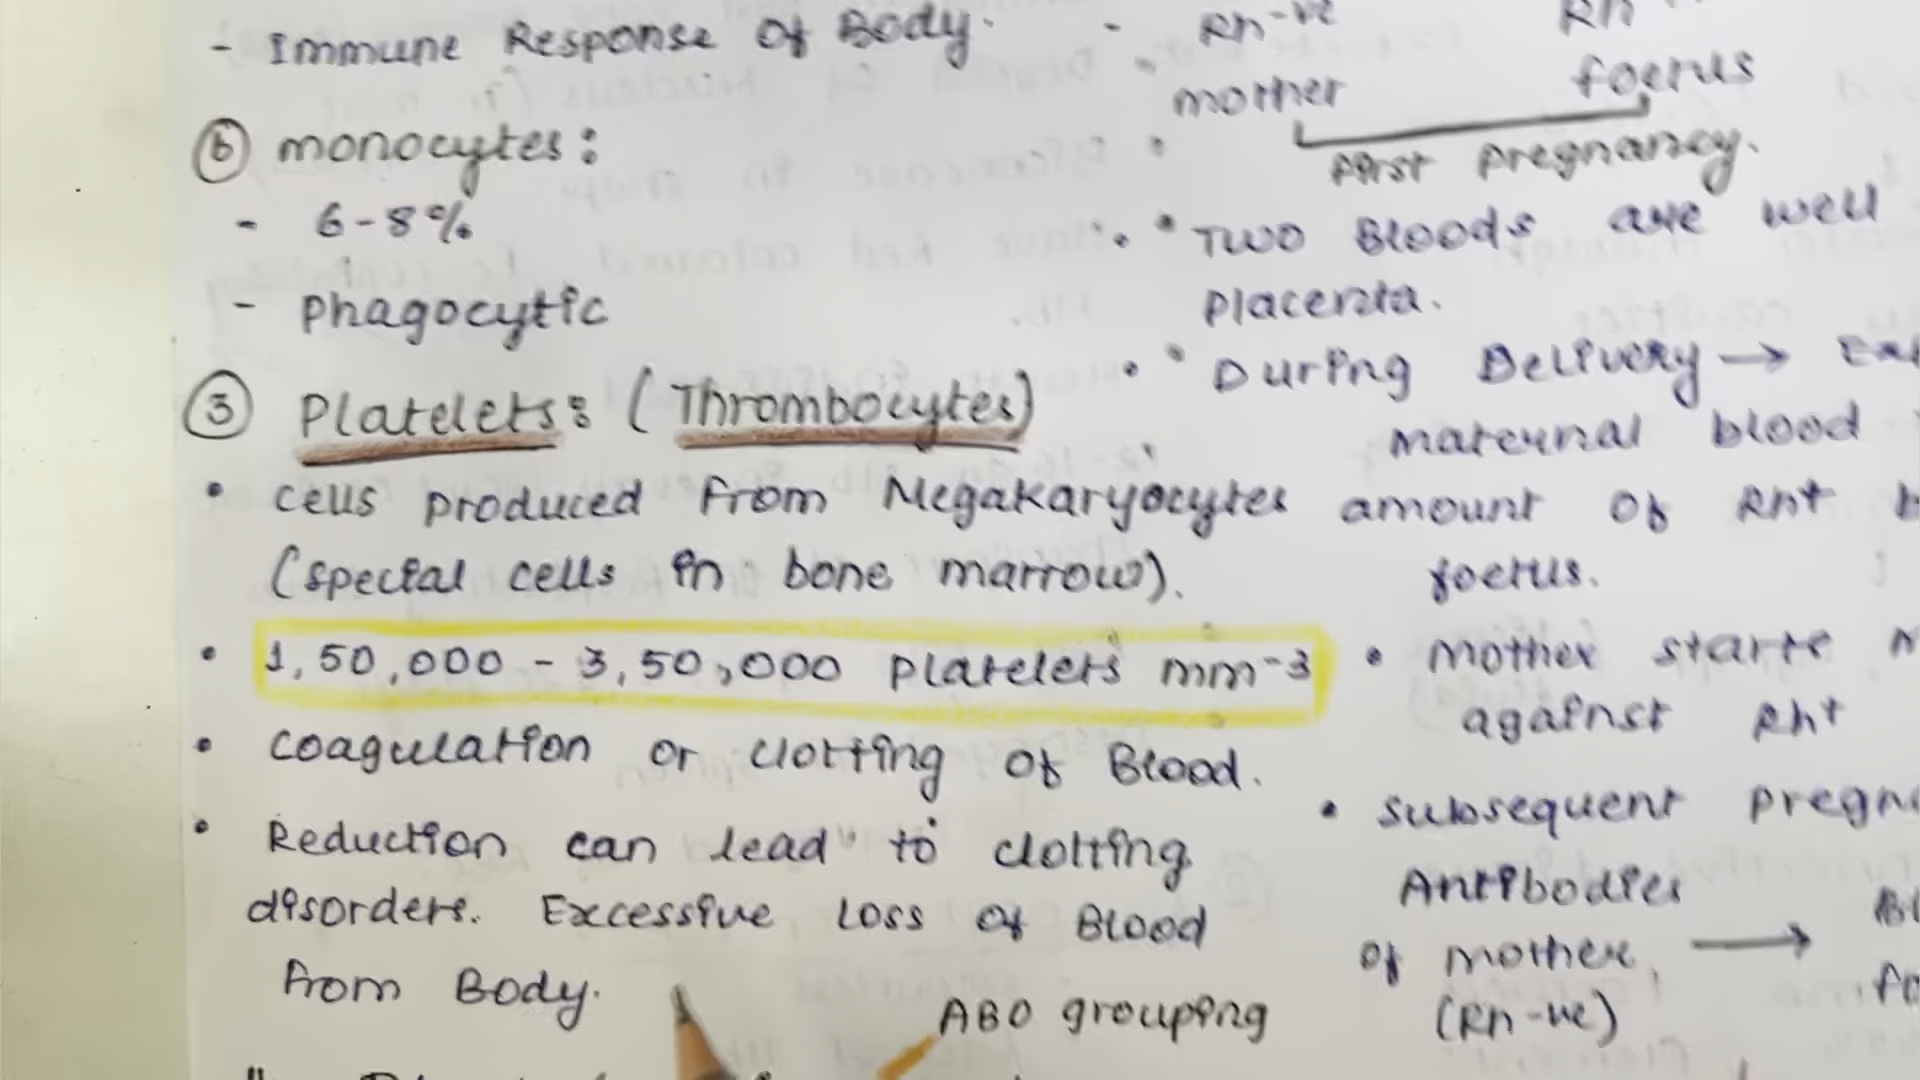 - Immune Response of Body.
⑥ monocytes:
- 6-8%
- Phagocytic
③ Platelets: (Thrombocytes)
• cells produced from Megakaryocytes
(special cells in bone marrow).
• 1,50,000 - 3,50,000 Platelets mm-3
• coagulation or clotting of Blood.
• Reduction can lead to clotting
disorders. Excessive Loss of Blood
from Body.
ABO grouping
- Rh-ve
mother
foetus
first pregnancy.
• Two Bloods are well
placenta.
• During Delivery →
maternal blood
amount of Rh+
foetus.
• Mother starts
against Rh+
• subsequent
Antibodies
of mother →
(Rh-ve)